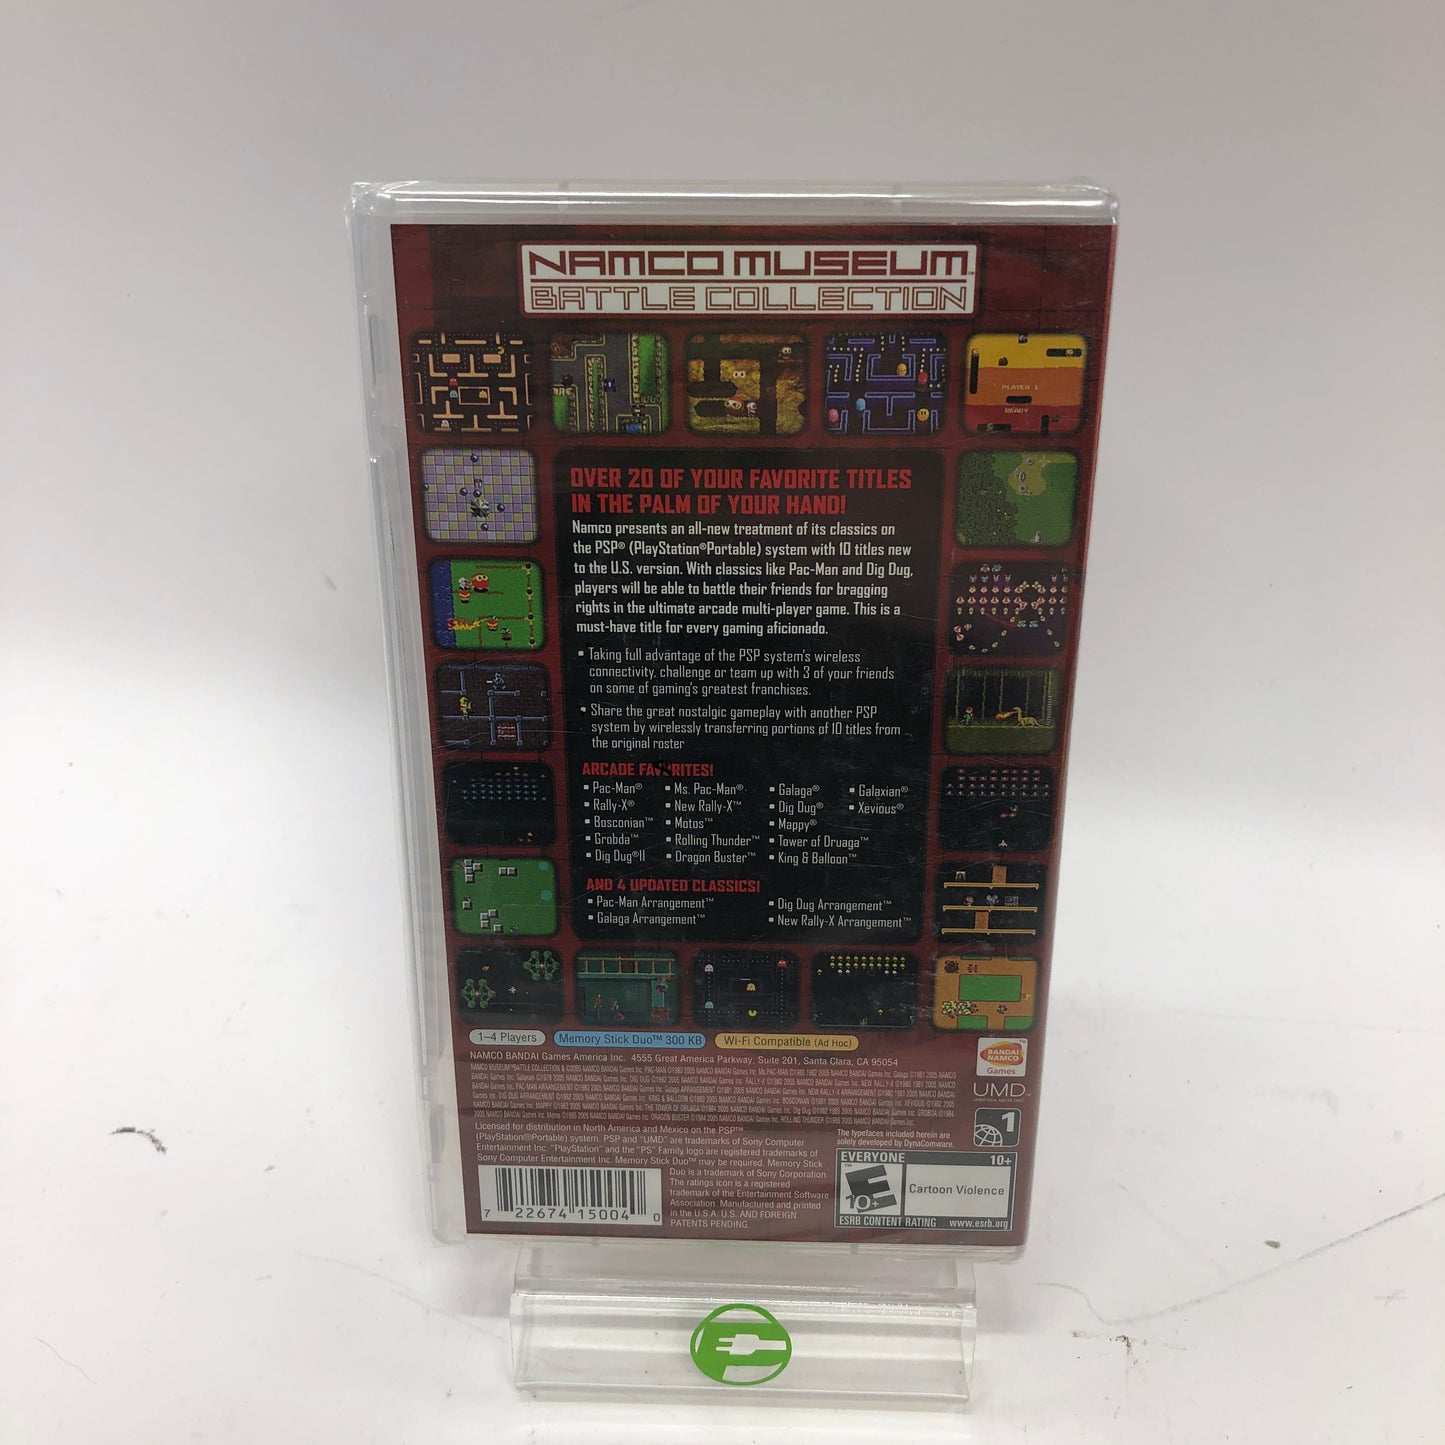 NAMCO MUSEUM™
BATTLE COLLECTION
PLAYER 1
READY
OVER 20 OF YOUR FAVORITE TITLES
IN THE PALM OF YOUR HAND!
Namco presents an all-new treatment of its classics on
the PSP® (PlayStation®Portable) system with 10 titles new
to the U.S. version. With classics like Pac-Man and Dig Dug,
players will be able to battle their friends for bragging
rights in the ultimate arcade multi-player game. This is a
must-have title for every gaming aficionado.
• Taking full advantage of the PSP system's wireless
connectivity, challenge or team up with 3 of your friends
on some of gaming's greatest franchises.
• Share the great nostalgic gameplay with another PSP
system by wirelessly transferring portions of 10 titles from
the original roster
ARCADE FAVORITES!
▪ Pac-Man® ▪ Ms. Pac-Man® ▪ Galaga® ▪ Galaxian®
▪ Rally-X® ▪ New Rally-X™ ▪ Dig Dug® ▪ Xevious®
▪ Bosconian™ ▪ Motos™ ▪ Mappy®
▪ Grobda™ ▪ Rolling Thunder™ ▪ Tower of Druaga™
▪ Dig Dug®II ▪ Dragon Buster™ ▪ King & Balloon™
AND 4 UPDATED CLASSICS!
▪ Pac-Man Arrangement™ ▪ Dig Dug Arrangement™
▪ Galaga Arrangement™ ▪ New Rally-X Arrangement™
1–4 Players Memory Stick Duo™ 300 KB Wi-Fi Compatible (Ad Hoc)
NAMCO BANDAI Games America Inc. 4555 Great America Parkway, Suite 201, Santa Clara, CA 95054
BANDAI
NAMCO
Games
UMD
1
Licensed for distribution in North America and Mexico on the PSP™
(PlayStation®Portable) system. PSP and "UMD" are trademarks of Sony Computer
Entertainment Inc. "PlayStation" and the "PS" Family logo are registered trademarks of
Sony Computer Entertainment Inc. Memory Stick Duo™ may be required. Memory Stick
Duo is a trademark of Sony Corporation
The ratings icon is a registered
trademark of the Entertainment Software
Association. Manufactured and printed
in the U.S.A. U.S. AND FOREIGN
PATENTS PENDING.
The typefaces included herein are
solely developed by DynaComware.
7 22674 15004 0
EVERYONE 10+
E
10+
Cartoon Violence
ESRB CONTENT RATING www.esrb.org